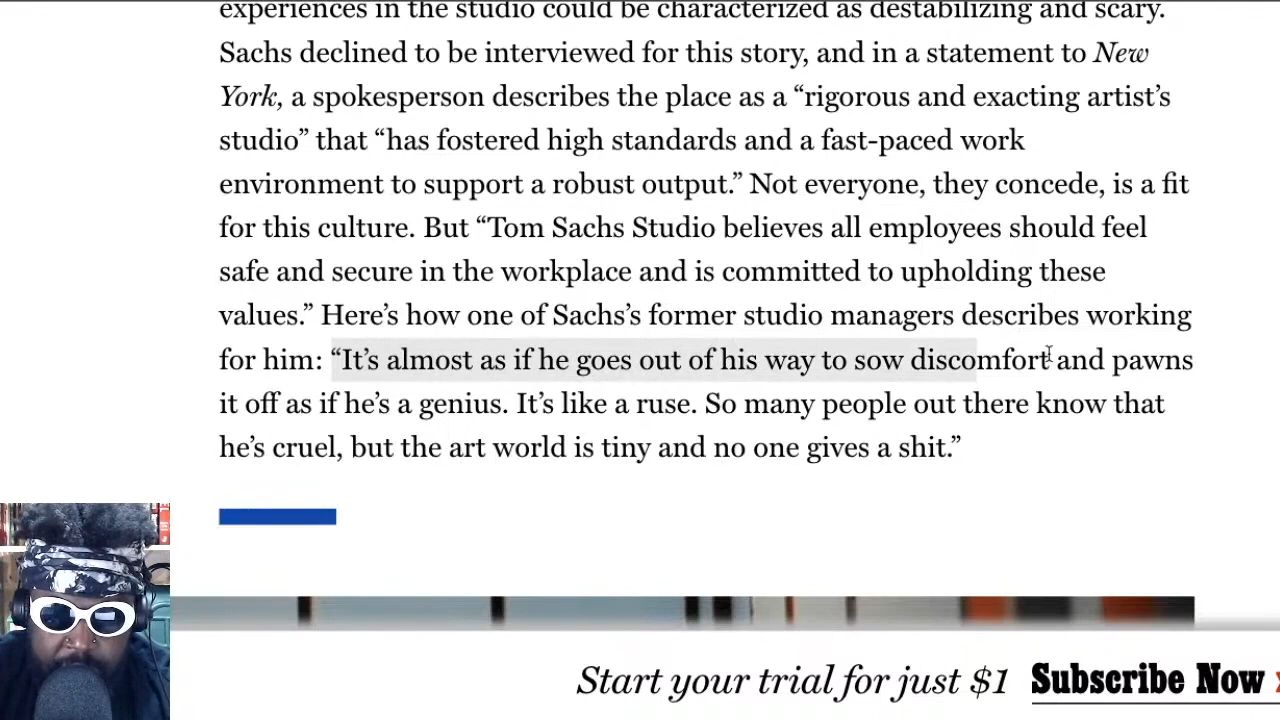 experiences in the studio could be characterized as destabilizing and scary.
Sachs declined to be interviewed for this story, and in a statement to New
York, a spokesperson describes the place as a “rigorous and exacting artist’s
studio” that “has fostered high standards and a fast-paced work
environment to support a robust output.” Not everyone, they concede, is a fit
for this culture. But “Tom Sachs Studio believes all employees should feel
safe and secure in the workplace and is committed to upholding these
values.” Here’s how one of Sachs’s former studio managers describes working
for him: “It’s almost as if he goes out of his way to sow discomfort and pawns
it off as if he’s a genius. It’s like a ruse. So many people out there know that
he’s cruel, but the art world is tiny and no one gives a shit.”
Start your trial for just $1 Subscribe Now